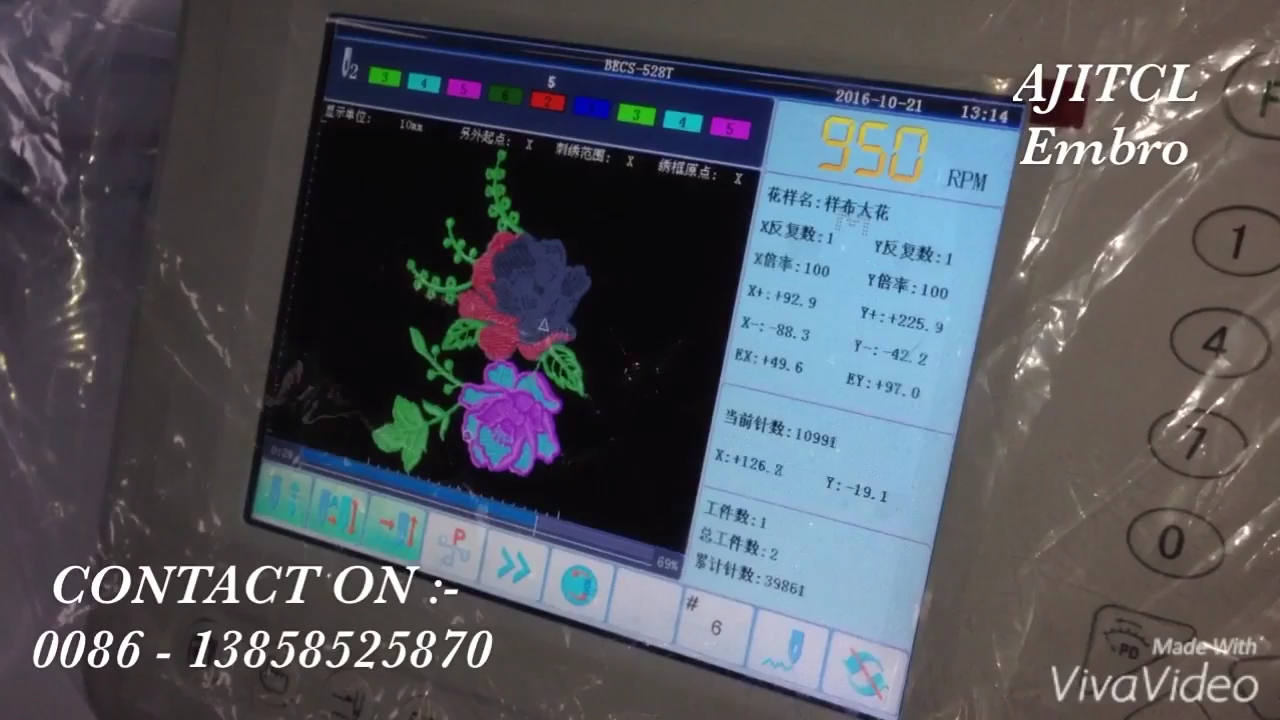 BECS-528T
2016-10-21 13:14
2 3 4 5 6 2 3 4 5
5
显示单位: 10mm 另外起点: X 刺绣范围: X 绣框原点: X
950 RPM
花样名:样布大花
X反复数:1 Y反复数:1
X倍率:100 Y倍率:100
X+:+92.9 Y+:+225.9
X-:-88.3 Y-:-42.2
EX:+49.6 EY:+97.0
当前针数:10991
X:+126.2 Y:-19.1
工件数:1
总工件数:2
累计针数:39861
69%
P
# 6
1
4
7
0
PD
AJITCL
Embro
CONTACT ON :-
0086 - 13858525870
Made With
VivaVideo